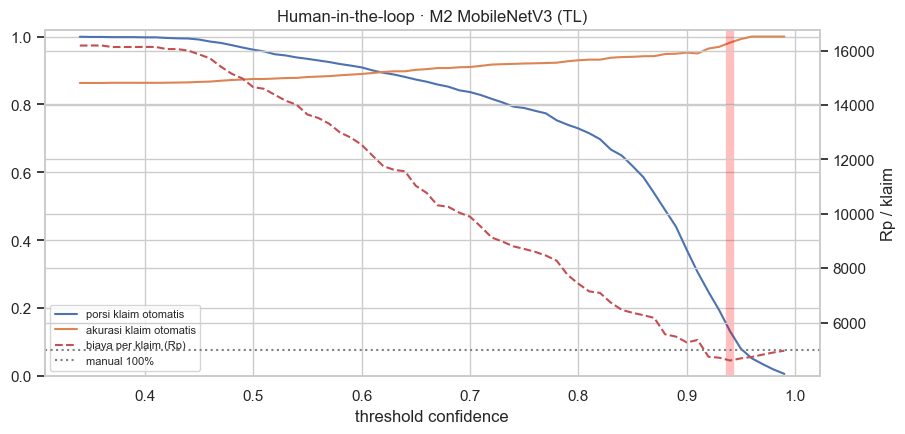 Human-in-the-loop · M2 MobileNetV3 (TL)
1.0
0.8
0.6
0.4
0.2
0.0
16000
14000
12000
10000
8000
6000
Rp / klaim
porsi klaim otomatis
akurasi klaim otomatis
biaya per klaim (Rp)
manual 100%
0.4
0.5
0.6
0.7
0.8
0.9
1.0
threshold confidence